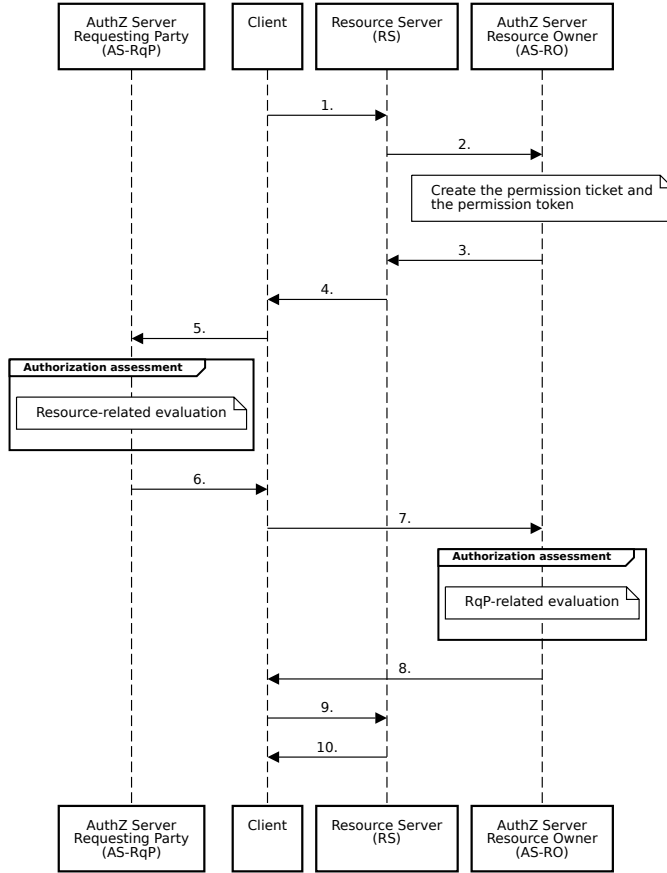 AuthZ Server
Requesting Party
(AS-RqP)
Client
Resource Server
(RS)
AuthZ Server
Resource Owner
(AS-RO)
1.
2.
Create the permission ticket and
the permission token
3.
4.
5.
Authorization assessment
Resource-related evaluation
6.
7.
Authorization assessment
RqP-related evaluation
8.
9.
10.
AuthZ Server
Requesting Party
(AS-RqP)
Client
Resource Server
(RS)
AuthZ Server
Resource Owner
(AS-RO)